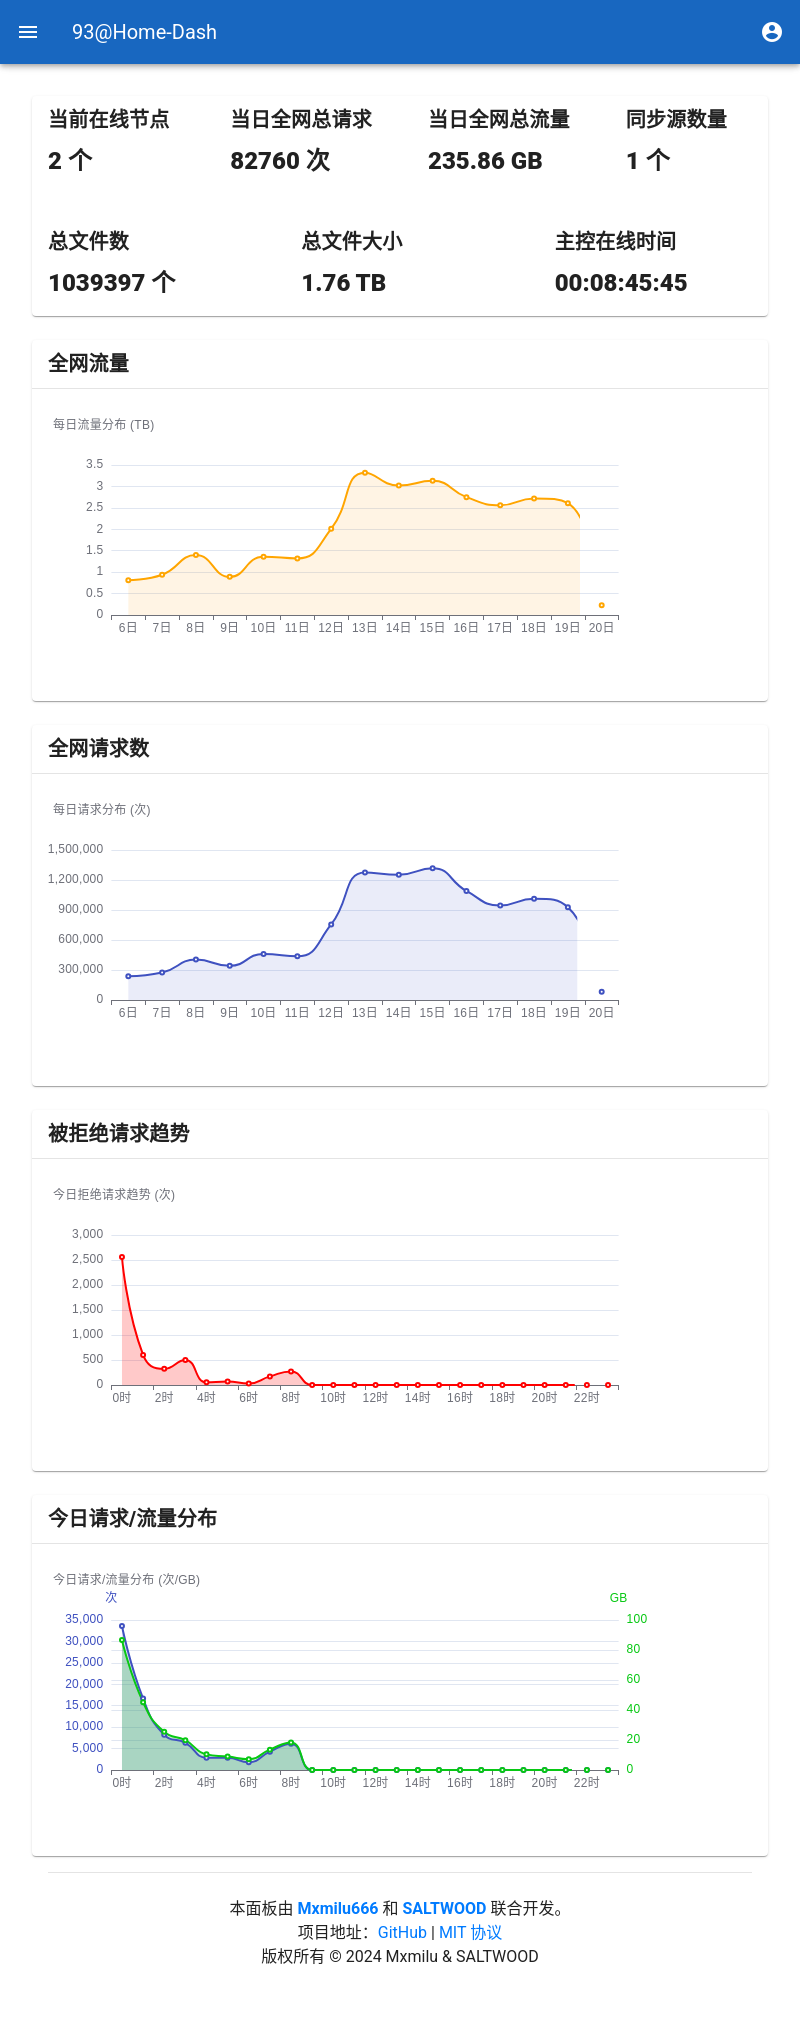 93@Home-Dash
当前在线节点 当日全网总请求 当日全网总流量 同步源数量
2 个 82760 次 235.86 GB 1 个
总文件数 总文件大小 主控在线时间
1039397 个 1.76 TB 00:08:45:45
全网流量
每日流量分布 (TB)
3.5
3
2.5
2
1.5
1
0.5
0
6日 7日 8日 9日 10日 11日 12日 13日 14日 15日 16日 17日 18日 19日 20日
全网请求数
每日请求分布 (次)
1,500,000
1,200,000
900,000
600,000
300,000
0
6日 7日 8日 9日 10日 11日 12日 13日 14日 15日 16日 17日 18日 19日 20日
被拒绝请求趋势
今日拒绝请求趋势 (次)
3,000
2,500
2,000
1,500
1,000
500
0
0时 2时 4时 6时 8时 10时 12时 14时 16时 18时 20时 22时
今日请求/流量分布
今日请求/流量分布 (次/GB)
次 GB
35,000 100
30,000
25,000 80
20,000 60
15,000 40
10,000
5,000 20
0 0
0时 2时 4时 6时 8时 10时 12时 14时 16时 18时 20时 22时
本面板由 Mxmilu666 和 SALTWOOD 联合开发。
项目地址：GitHub | MIT 协议
版权所有 © 2024 Mxmilu & SALTWOOD